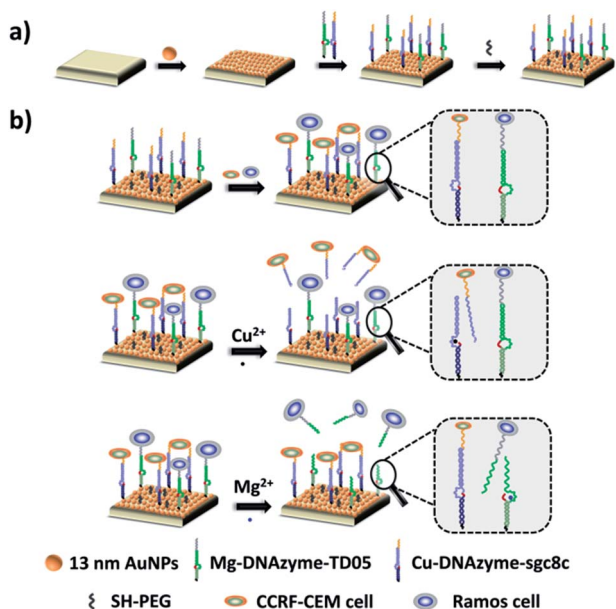 a)
b)
Cu²⁺
Mg²⁺
13 nm AuNPs Mg-DNAzyme-TD05 Cu-DNAzyme-sgc8c
SH-PEG CCRF-CEM cell Ramos cell